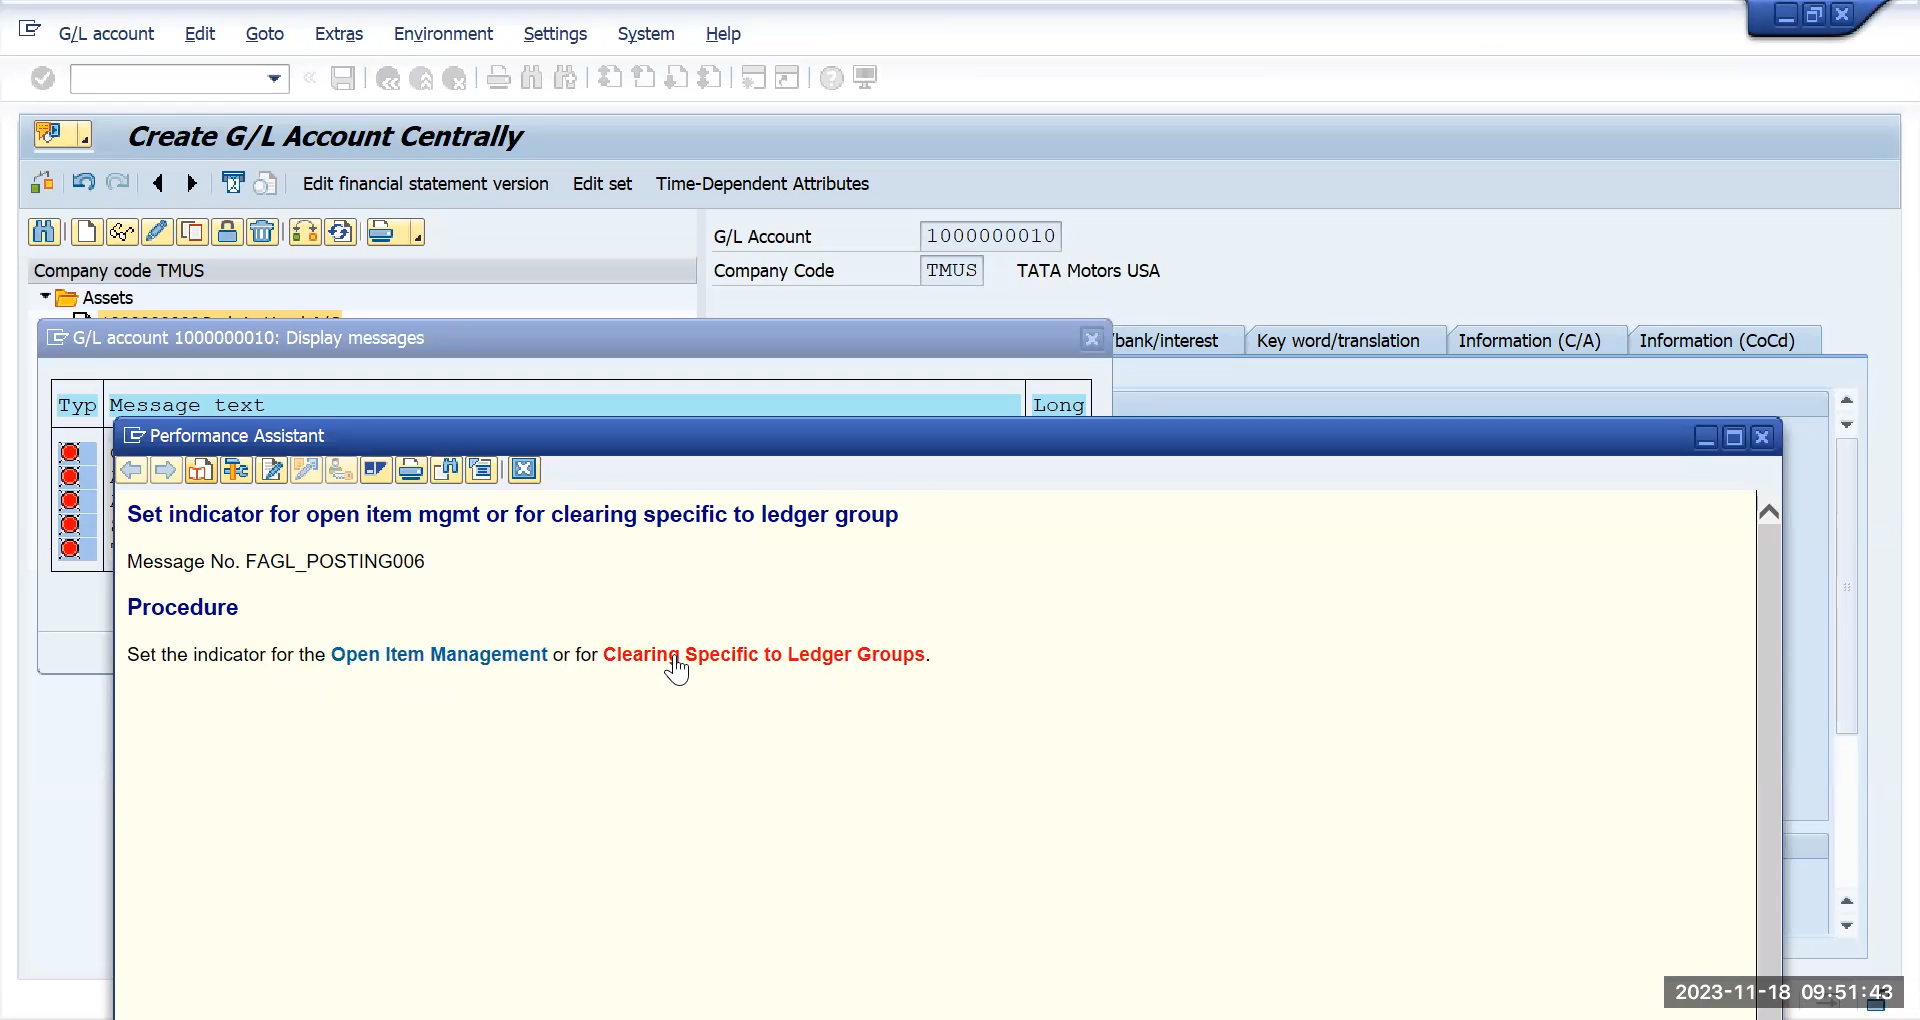 G/L account Edit Goto Extras Environment Settings System Help
Create G/L Account Centrally
Edit financial statement version Edit set Time-Dependent Attributes
G/L Account 1000000010
Company code TMUS
Company Code TMUS TATA Motors USA
Assets
G/L account 1000000010: Display messages
/bank/interest Key word/translation Information (C/A) Information (CoCd)
Typ Message text Long
Performance Assistant
Set indicator for open item mgmt or for clearing specific to ledger group
Message No. FAGL_POSTING006
Procedure
Set the indicator for the Open Item Management or for Clearing Specific to Ledger Groups.
2023-11-18 09:51:43